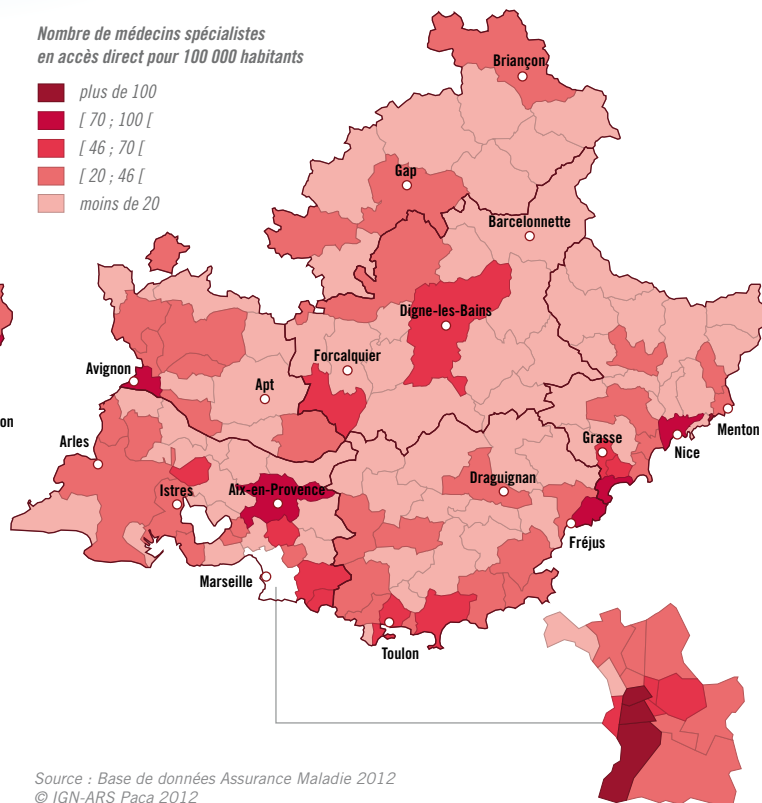 Nombre de médecins spécialistes
en accès direct pour 100 000 habitants
plus de 100
[ 70 ; 100 [
[ 46 ; 70 [
[ 20 ; 46 [
moins de 20
Briançon
Gap
Barcelonnette
Digne-les-Bains
Forcalquier
Avignon
Apt
on
Menton
Arles
Grasse
Nice
Draguignan
Istres
Aix-en-Provence
Fréjus
Marseille
Toulon
Source : Base de données Assurance Maladie 2012
© IGN-ARS Paca 2012